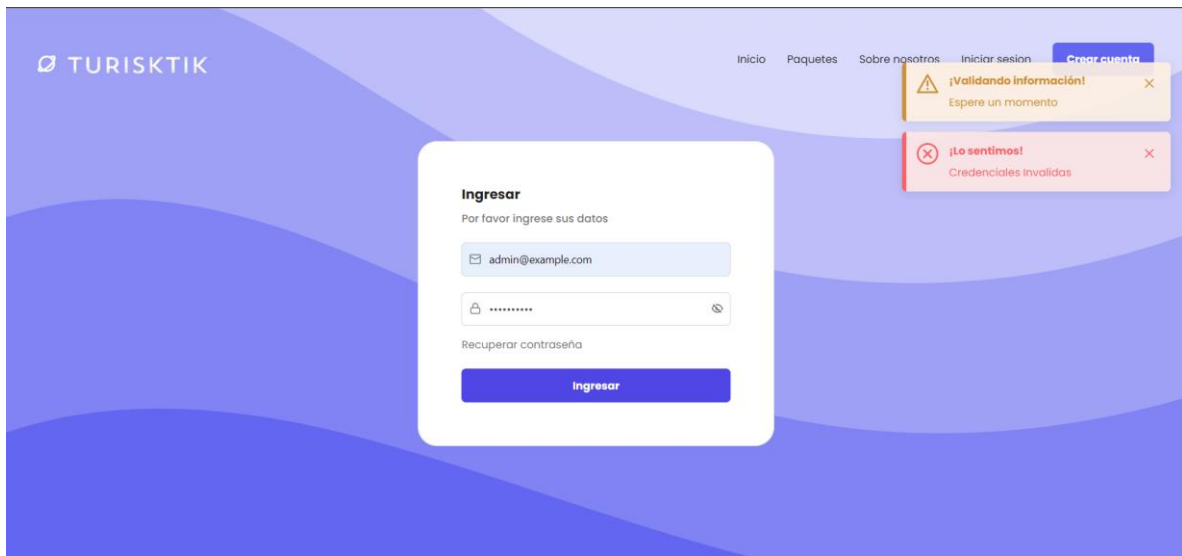 TURISKTIK
Inicio Paquetes Sobre nosotros Iniciar sesion Crear cuenta
¡Validando información!
Espere un momento
¡Lo sentimos!
Credenciales Invalidas
Ingresar
Por favor ingrese sus datos
admin@example.com
••••••••••
Recuperar contraseña
Ingresar